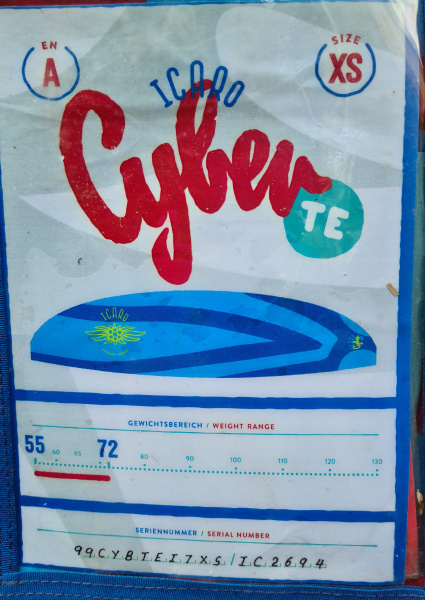 EN
A
SIZE
XS
ICARO
Cyber
TE
ICARO
GEWICHTSBEREICH / WEIGHT RANGE
55 60 65 72 80 90 100 110 120 130
SERIENNUMMER / SERIAL NUMBER
99CYBTEI7XS/IC2694